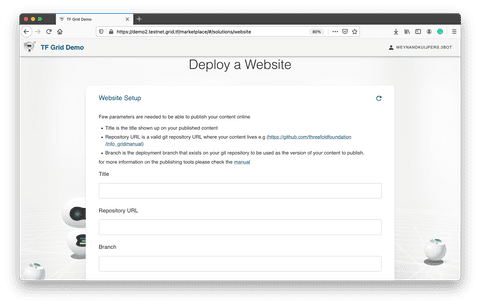 TF Grid Demo
https://demo2.testnet.grid.tf/marketplace/#/solutions/website
80%
TF Grid Demo
WEYNANDKUIJPERS.3BOT
Deploy a Website
Website Setup
Few parameters are needed to be able to publish your content online
Title is the title shown up on your published content
Repository URL is a valid git repository URL where your content lives e.g (https://github.com/threefoldfoundation
/info_gridmanual)
Branch is the deployment branch that exists on your git repository to be used as the version of your content to publish.
for more information on the publishing tools please check the manual
Title
Repository URL
Branch